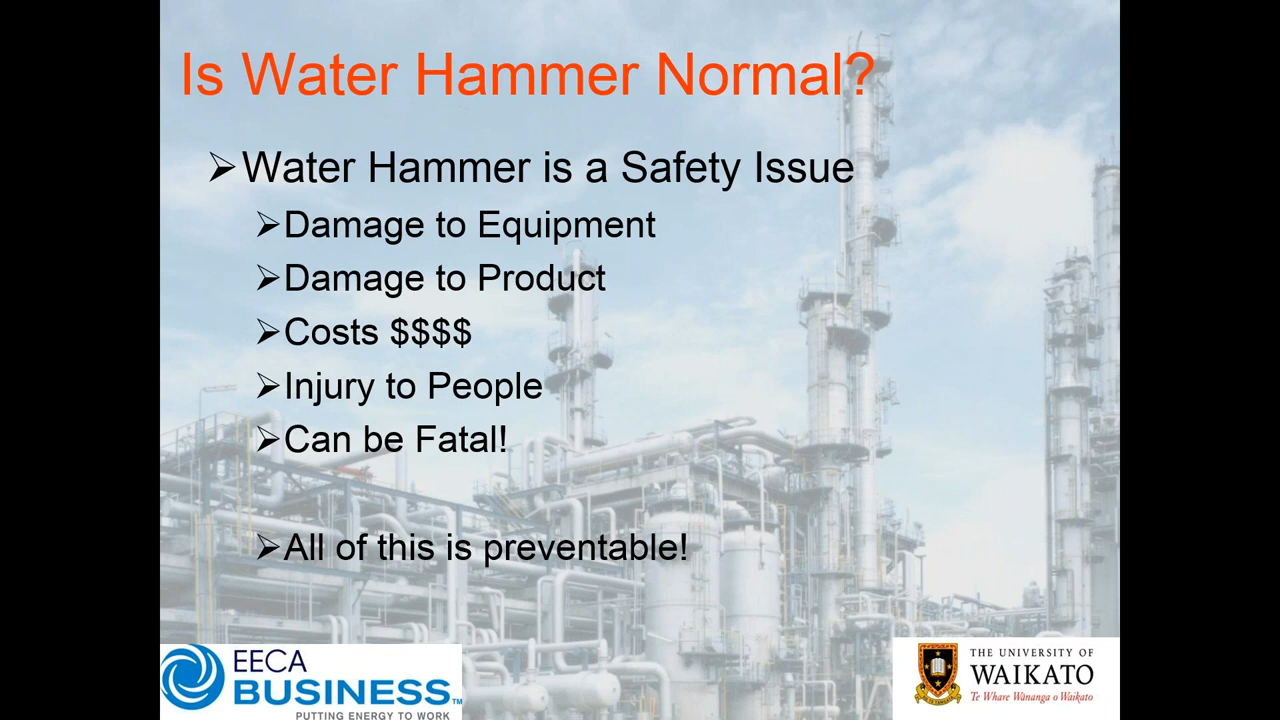 Is Water Hammer Normal?
Water Hammer is a Safety Issue
Damage to Equipment
Damage to Product
Costs $$$$
Injury to People
Can be Fatal!
All of this is preventable!
EECA
BUSINESS™
PUTTING ENERGY TO WORK
THE UNIVERSITY OF
WAIKATO
Te Whare Wānanga o Waikato